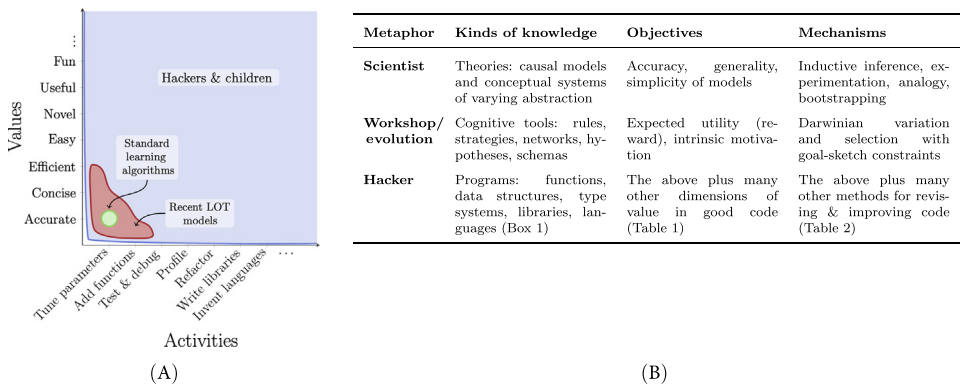 Values
⋮
Fun
Useful
Novel
Easy
Efficient
Concise
Accurate
Hackers & children
Standard
learning
algorithms
Recent LOT
models
Tune parameters
Add functions
Test & debug
Profile
Refactor
Write libraries
Invent languages
...
Activities
(A)
Metaphor Kinds of knowledge Objectives Mechanisms
Scientist Theories: causal models Accuracy, generality, Inductive inference, ex-
and conceptual systems simplicity of models perimentation, analogy,
of varying abstraction bootstrapping
Workshop/ Cognitive tools: rules, Expected utility (re- Darwinian variation
evolution strategies, networks, hy- ward), intrinsic motiva- and selection with
potheses, schemas tion goal-sketch constraints
Hacker Programs: functions, The above plus many The above plus many
data structures, type other dimensions of other methods for revis-
systems, libraries, lan- value in good code ing & improving code
guages (Box 1) (Table 1) (Table 2)
(B)